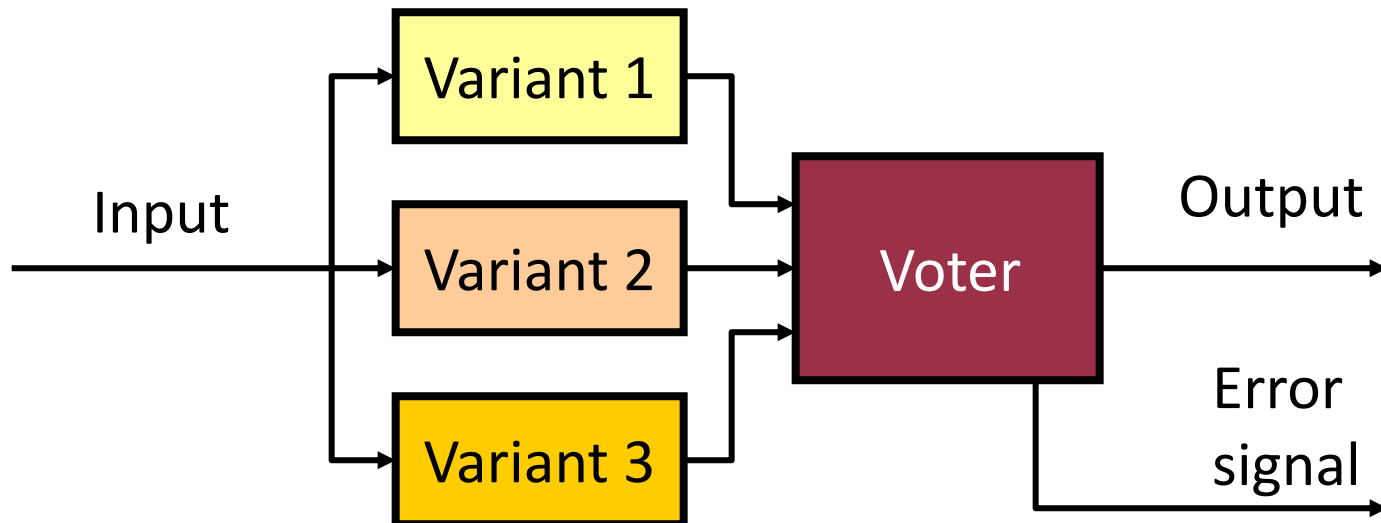 Variant 1
Input
Variant 2
Voter
Output
Variant 3
Error
signal